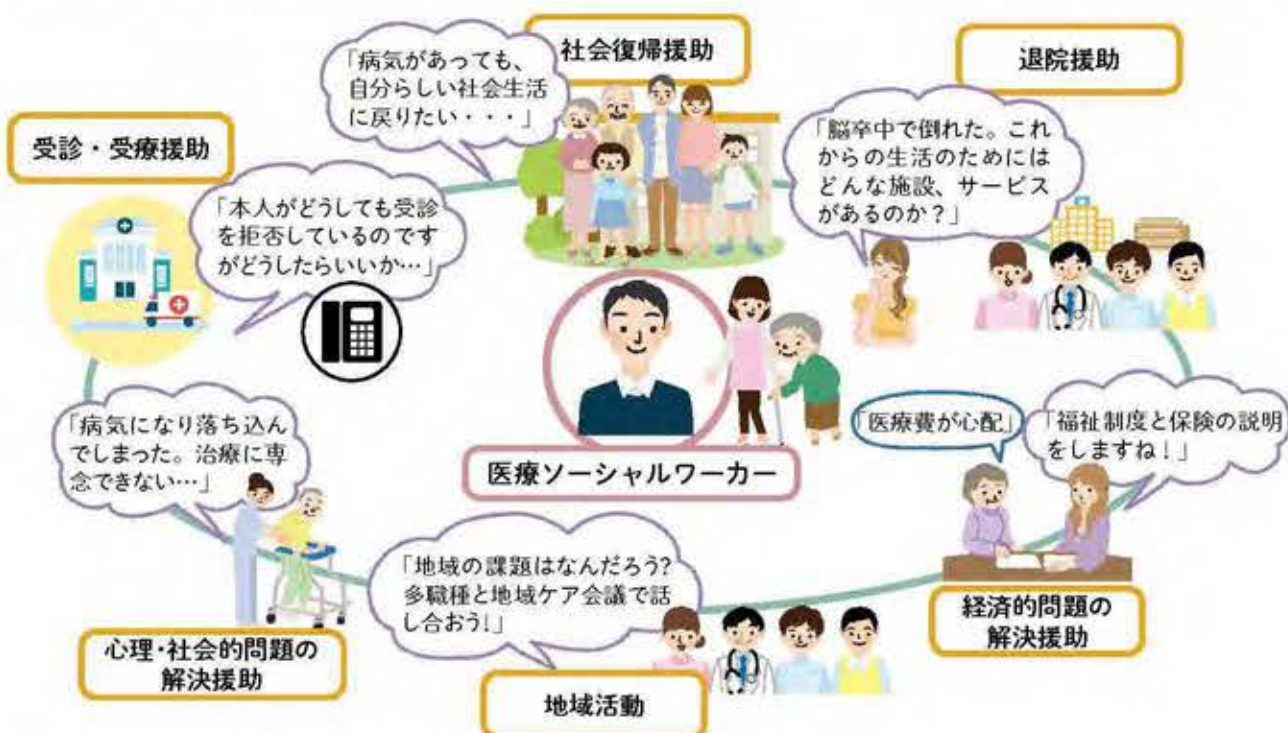 社会復帰援助
「病気があっても、
自分らしい社会生活
に戻りたい・・・」
退院援助
「脳卒中で倒れた。これ
からの生活のためには
どんな施設、サービス
があるのか？」
受診・受療援助
「本人がどうしても受診
を拒否しているのです
がどうしたらいいか…」
医療ソーシャルワーカー
「医療費が心配」
「福祉制度と保険の説明
をしますね！」
経済的問題の
解決援助
「病気になり落ち込ん
でしまった。治療に専
念できない…」
心理･社会的問題の
解決援助
「地域の課題はなんだろう?
多職種と地域ケア会議で話
し合おう!」
地域活動